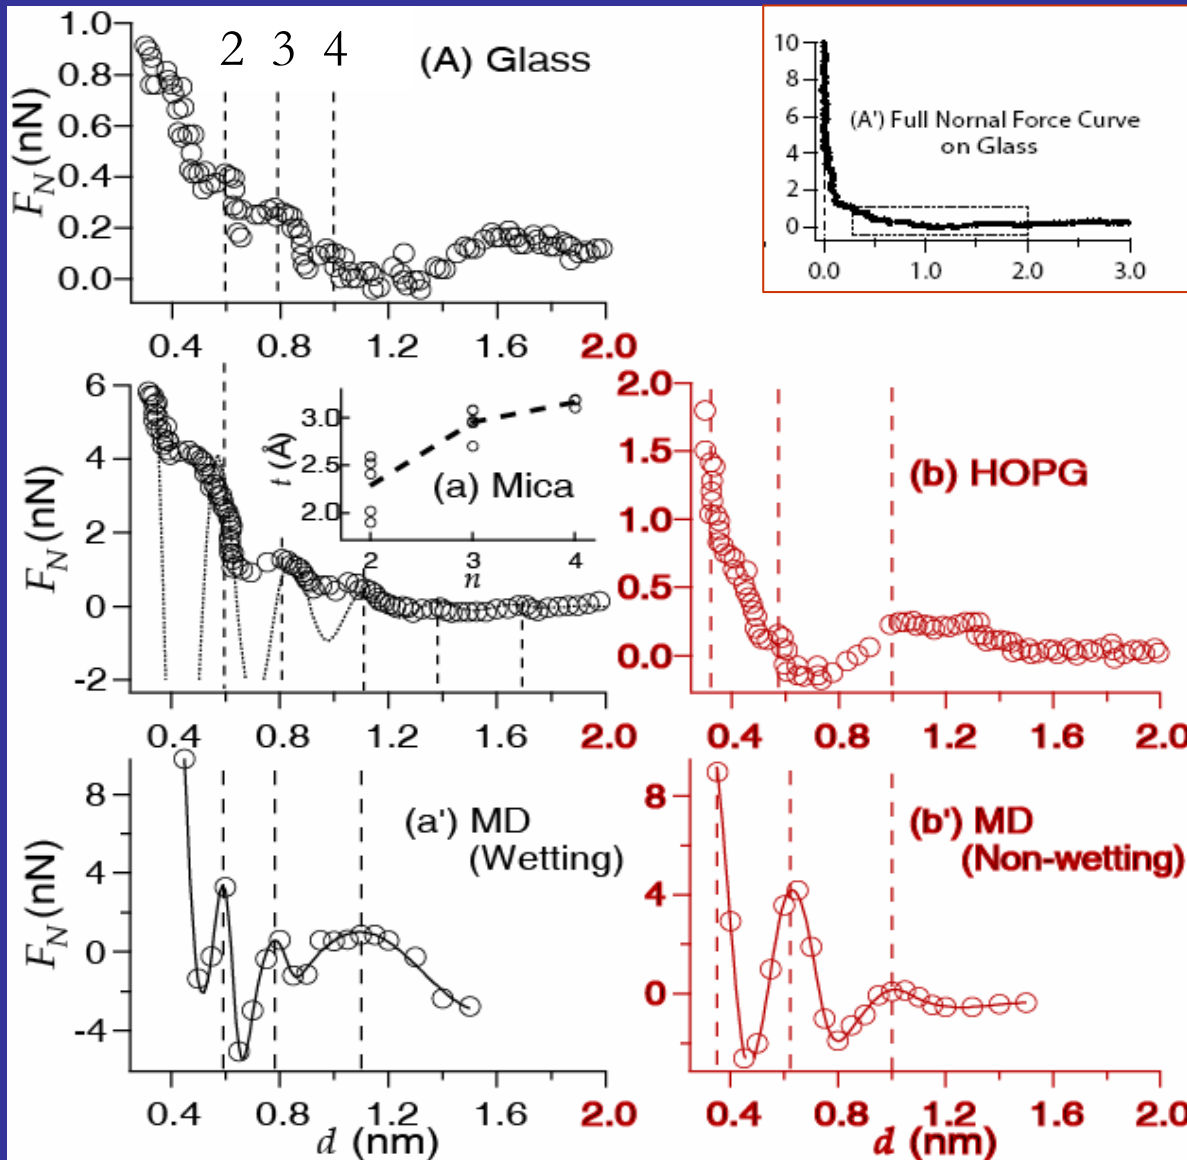 (A) Glass
2 3 4
F_N (nN)
1.0
0.8
0.6
0.4
0.2
0.0
0.4 0.8 1.2 1.6 2.0
(A') Full Nornal Force Curve
on Glass
10
8
6
4
2
0
0.0 1.0 2.0 3.0
(a) Mica
F_N (nN)
6
4
2
0
-2
0.4 0.8 1.2 1.6 2.0
t (Å)
3.0
2.5
2.0
2 3 4
n
(b) HOPG
2.0
1.5
1.0
0.5
0.0
0.4 0.8 1.2 1.6 2.0
(a') MD
(Wetting)
F_N (nN)
8
4
0
-4
0.4 0.8 1.2 1.6 2.0
d (nm)
(b') MD
(Non-wetting)
8
4
0
0.4 0.8 1.2 1.6 2.0
d (nm)